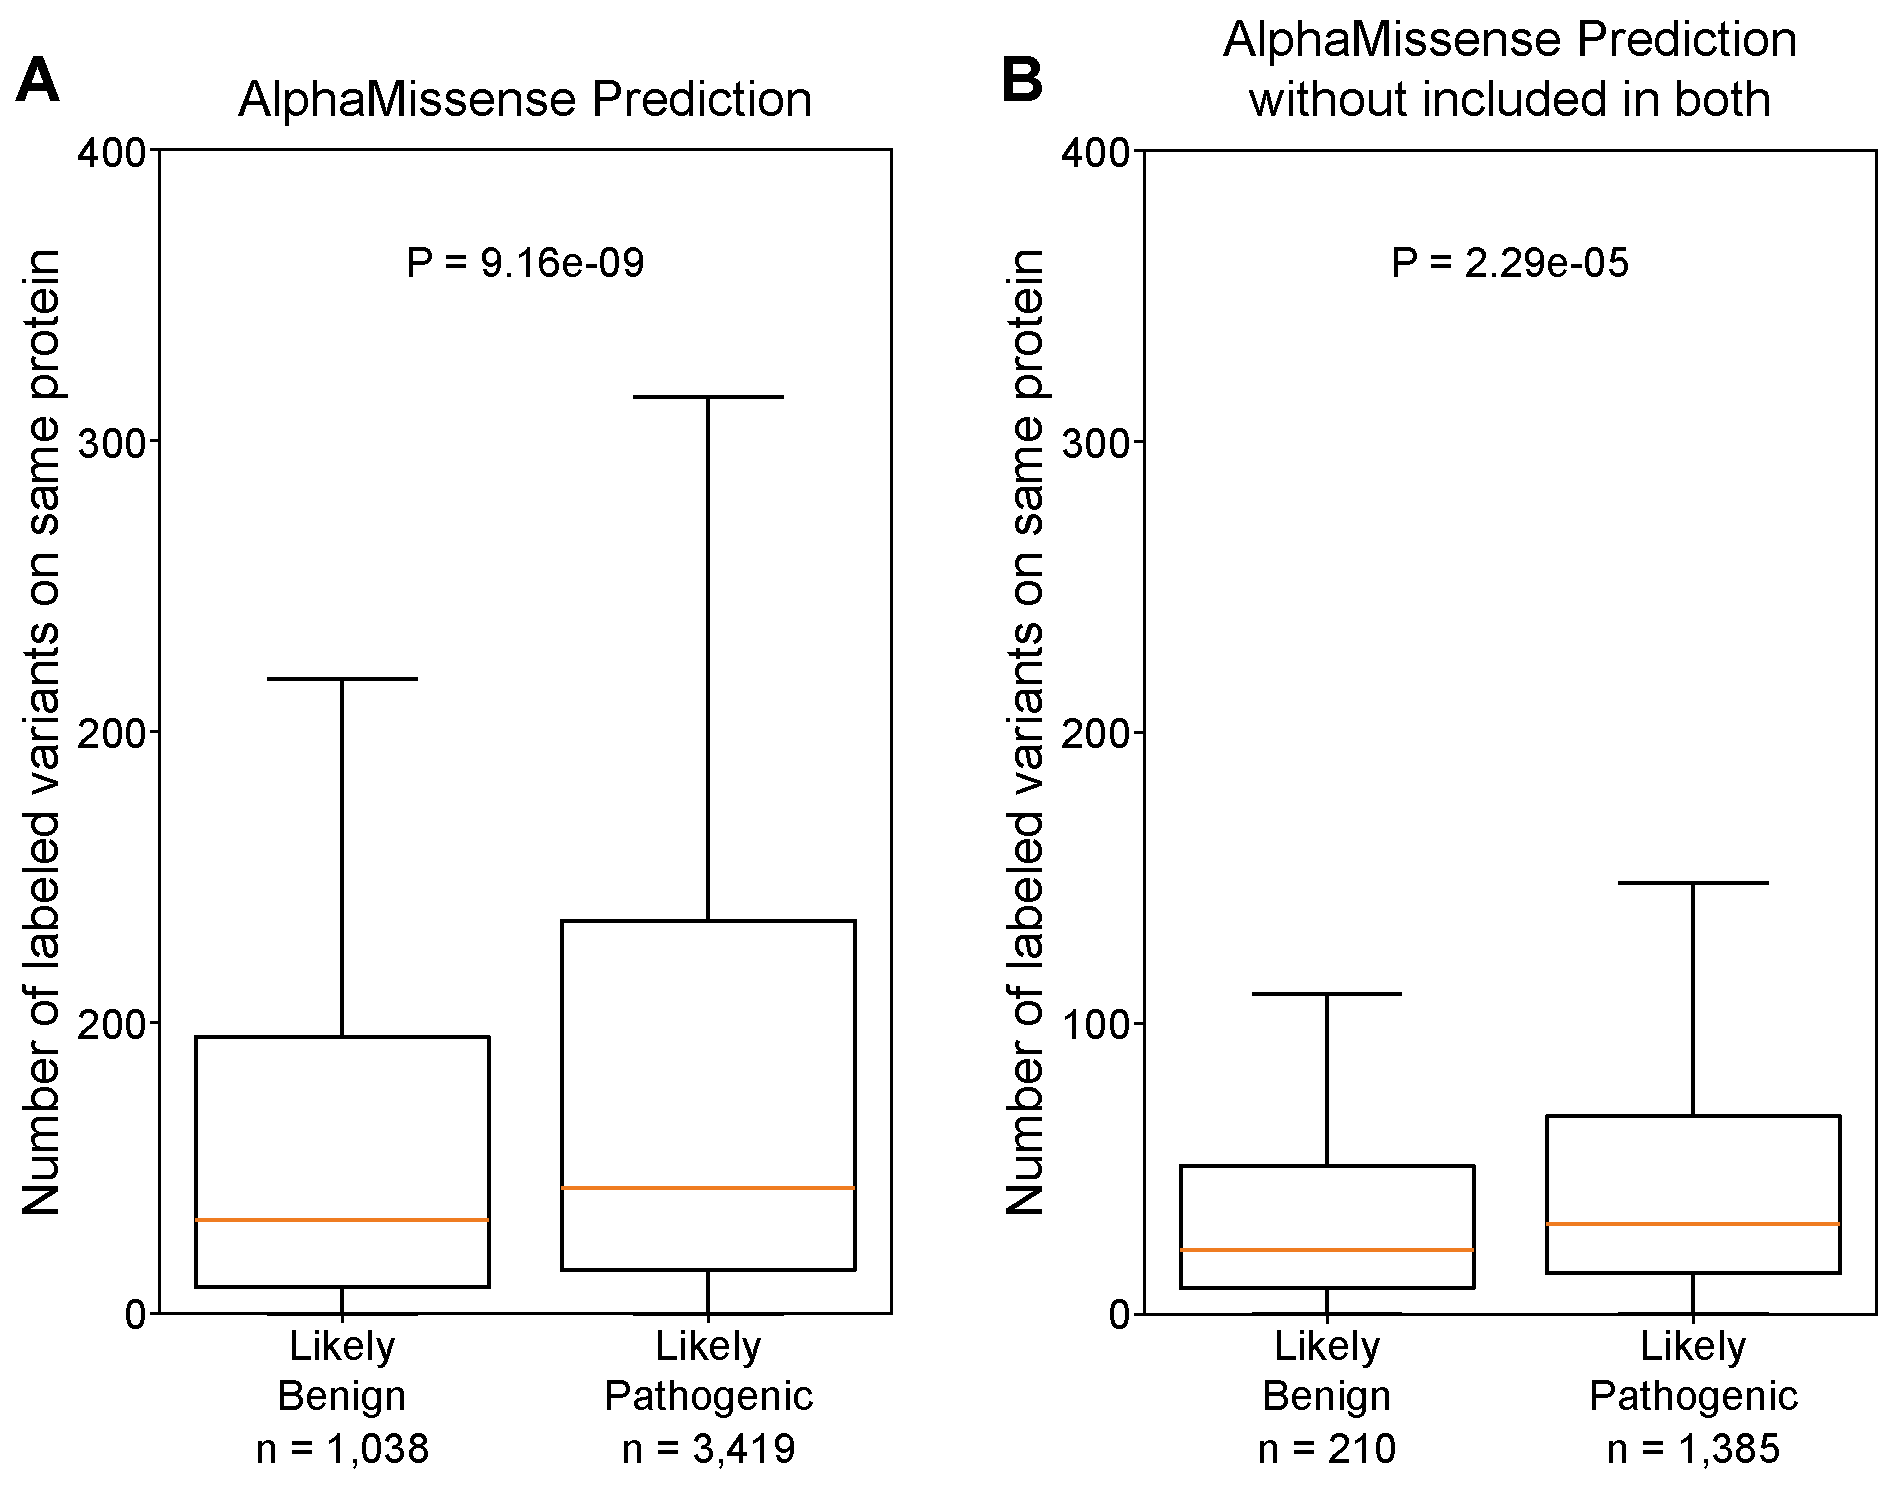 A
AlphaMissense Prediction
400
300
200
200
0
Number of labeled variants on same protein
P = 9.16e-09
Likely
Benign
n = 1,038
Likely
Pathogenic
n = 3,419
B
AlphaMissense Prediction
without included in both
400
300
200
100
0
Number of labeled variants on same protein
P = 2.29e-05
Likely
Benign
n = 210
Likely
Pathogenic
n = 1,385